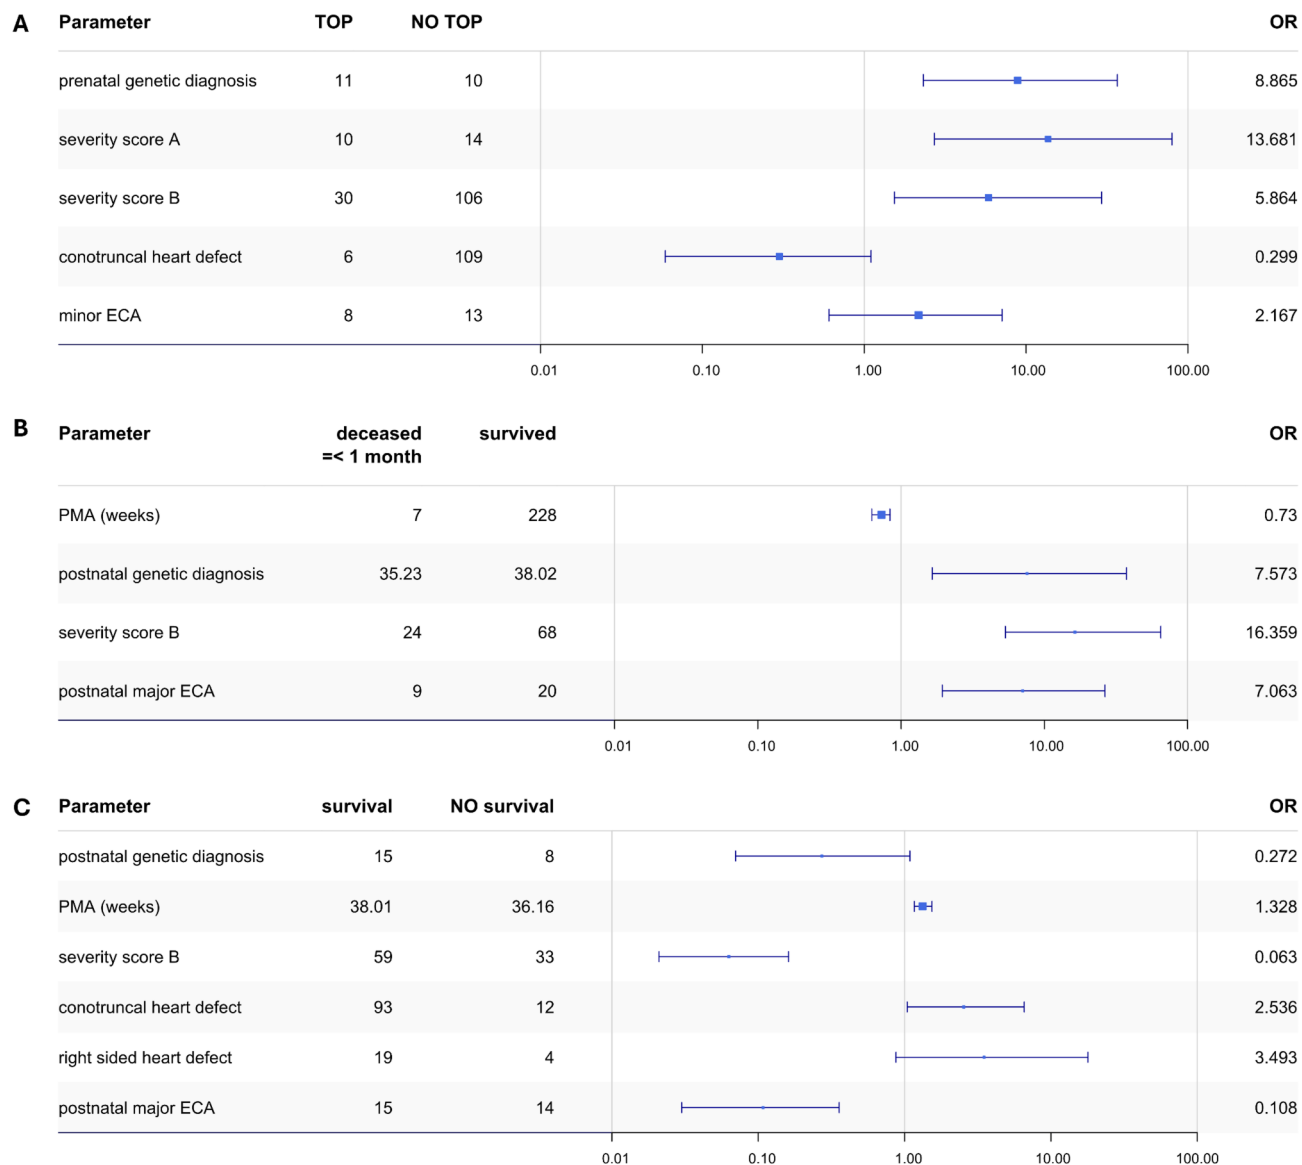 A Parameter TOP NO TOP OR
prenatal genetic diagnosis 11 10 8.865
severity score A 10 14 13.681
severity score B 30 106 5.864
conotruncal heart defect 6 109 0.299
minor ECA 8 13 2.167
0.01 0.10 1.00 10.00 100.00
B Parameter deceased survived OR
=< 1 month
PMA (weeks) 7 228 0.73
postnatal genetic diagnosis 35.23 38.02 7.573
severity score B 24 68 16.359
postnatal major ECA 9 20 7.063
0.01 0.10 1.00 10.00 100.00
C Parameter survival NO survival OR
postnatal genetic diagnosis 15 8 0.272
PMA (weeks) 38.01 36.16 1.328
severity score B 59 33 0.063
conotruncal heart defect 93 12 2.536
right sided heart defect 19 4 3.493
postnatal major ECA 15 14 0.108
0.01 0.10 1.00 10.00 100.00